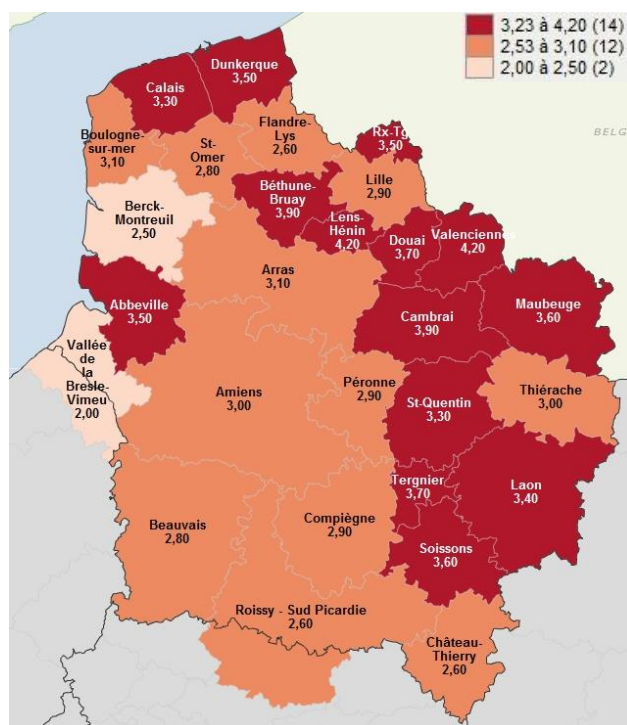 3,23 à 4,20 (14)
2,53 à 3,10 (12)
2,00 à 2,50 (2)
BELG
Dunkerque
3,50
Calais
3,30
Boulogne-
sur-mer
3,10
St-
Omer
2,80
Flandre-
Lys
2,60
Rx-Tg
3,50
Lille
2,90
Béthune-
Bruay
3,90
Lens-
Hénin
4,20
Douai
3,70
Valenciennes
4,20
Berck-
Montreuil
2,50
Arras
3,10
Abbeville
3,50
Cambrai
3,90
Maubeuge
3,60
Vallée
de
la
Bresle-
Vimeu
2,00
Amiens
3,00
Péronne
2,90
St-Quentin
3,30
Thiérache
3,00
Tergnier
3,70
Laon
3,40
Beauvais
2,80
Compiègne
2,90
Soissons
3,60
Roissy - Sud Picardie
2,60
Château-
Thierry
2,60